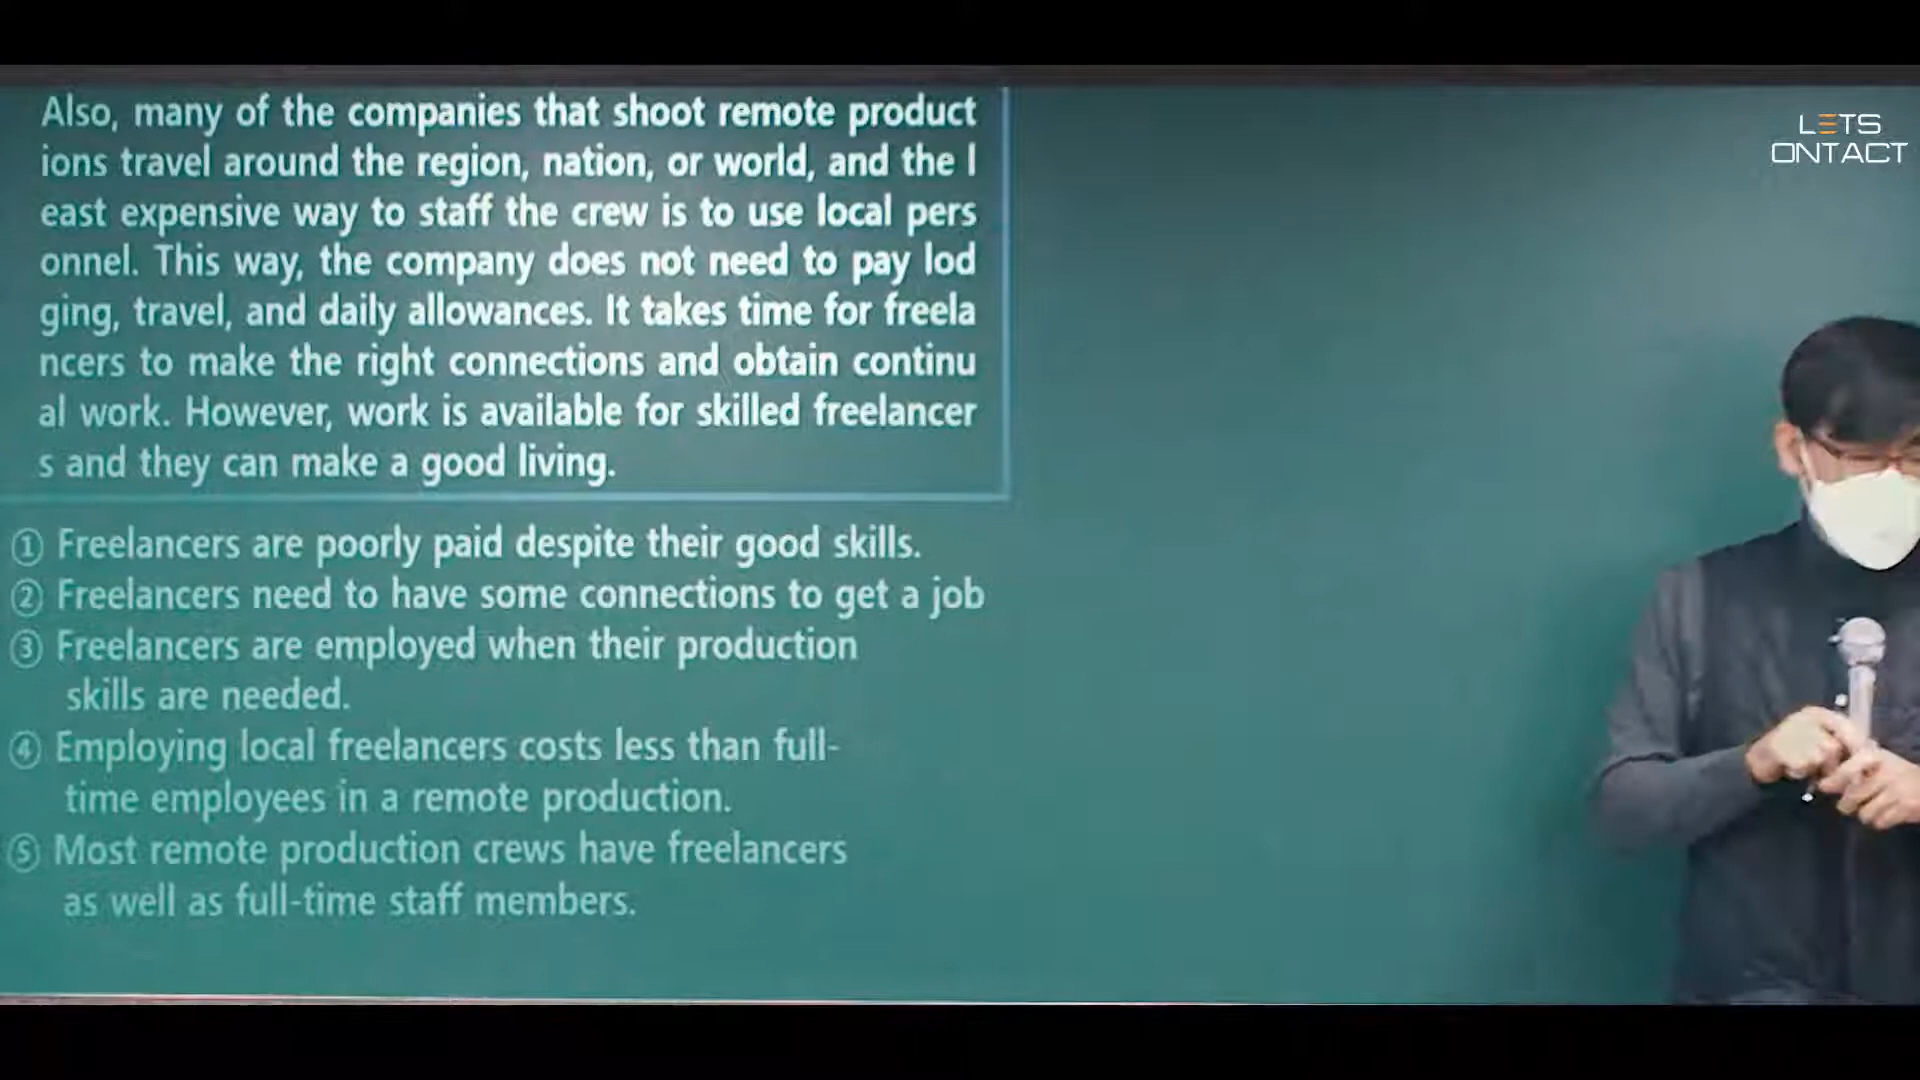 Also, many of the companies that shoot remote product
ions travel around the region, nation, or world, and the l
east expensive way to staff the crew is to use local pers
onnel. This way, the company does not need to pay lod
ging, travel, and daily allowances. It takes time for freela
ncers to make the right connections and obtain continu
al work. However, work is available for skilled freelancer
s and they can make a good living.
① Freelancers are poorly paid despite their good skills.
② Freelancers need to have some connections to get a job
③ Freelancers are employed when their production
skills are needed.
④ Employing local freelancers costs less than full-
time employees in a remote production.
⑤ Most remote production crews have freelancers
as well as full-time staff members.
LETS
ONTACT